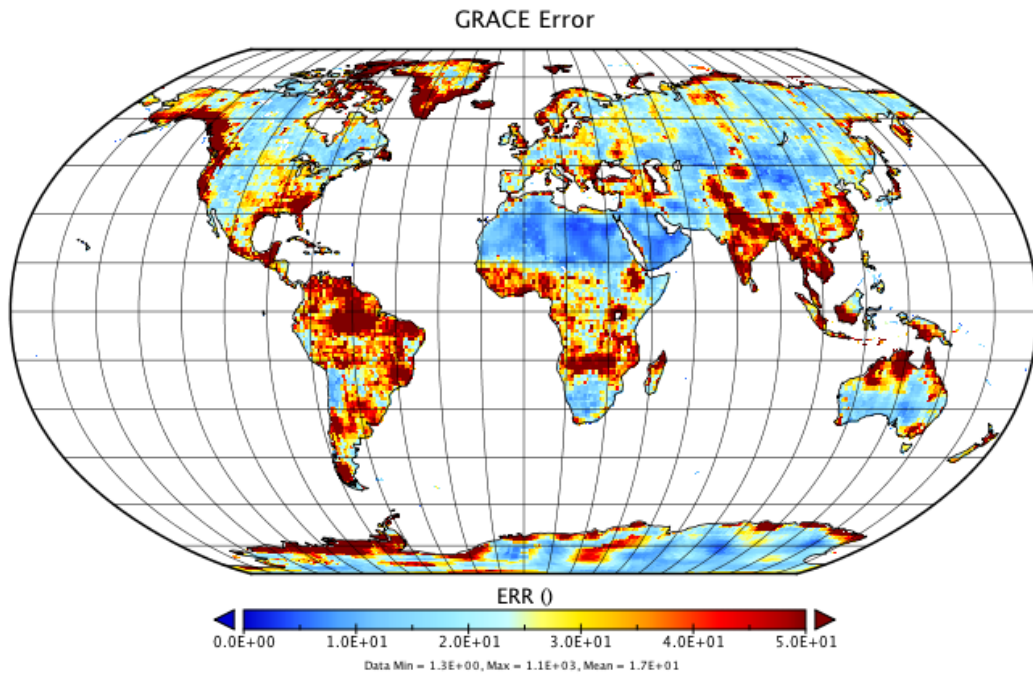 GRACE Error
ERR ()
0.0E+00 1.0E+01 2.0E+01 3.0E+01 4.0E+01 5.0E+01
Data Min = 1.3E+00, Max = 1.1E+03, Mean = 1.7E+01